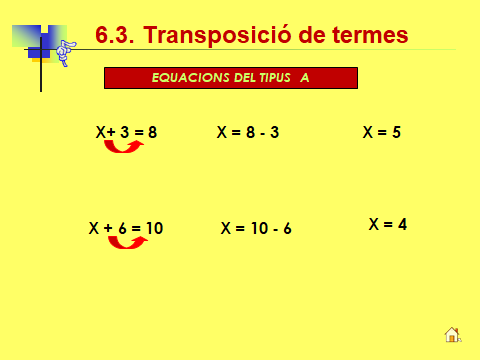 6.3. Transposició de termes
EQUACIONS DEL TIPUS A
X+ 3 = 8 X = 8 - 3 X = 5
X + 6 = 10 X = 10 - 6 X = 4